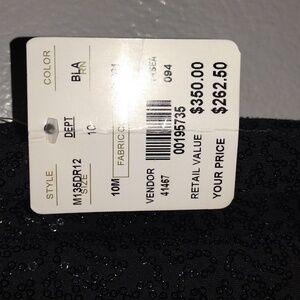 COLOR
BLA
STYLE
DEPT
M135DR12
SIZE
10M
FABRIC
094
VENDOR
41467
00195735
RETAIL VALUE
$350.00
YOUR PRICE
$262.50